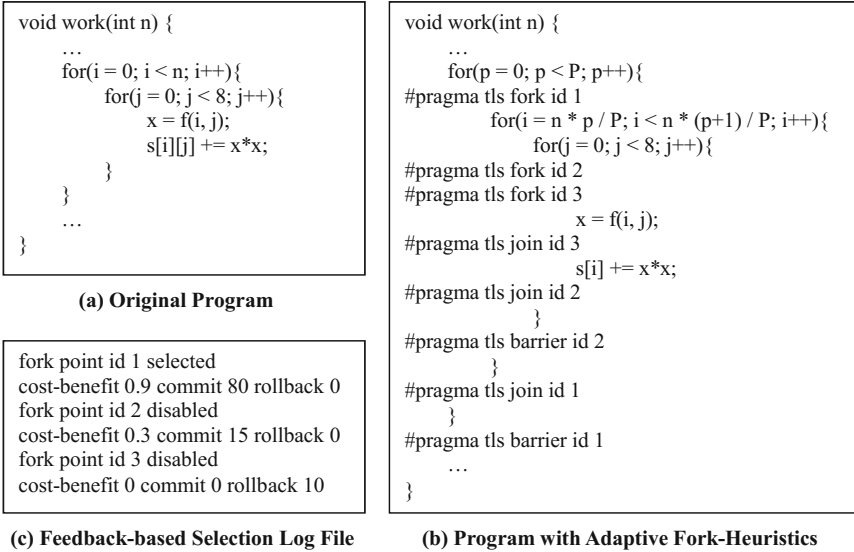 void work(int n) {
…
for(i = 0; i < n; i++){
for(j = 0; j < 8; j++){
x = f(i, j);
s[i][j] += x*x;
}
}
…
}
(a) Original Program
fork point id 1 selected
cost-benefit 0.9 commit 80 rollback 0
fork point id 2 disabled
cost-benefit 0.3 commit 15 rollback 0
fork point id 3 disabled
cost-benefit 0 commit 0 rollback 10
(c) Feedback-based Selection Log File
void work(int n) {
…
for(p = 0; p < P; p++){
#pragma tls fork id 1
for(i = n * p / P; i < n * (p+1) / P; i++){
for(j = 0; j < 8; j++){
#pragma tls fork id 2
#pragma tls fork id 3
x = f(i, j);
#pragma tls join id 3
s[i] += x*x;
#pragma tls join id 2
}
#pragma tls barrier id 2
}
#pragma tls join id 1
}
#pragma tls barrier id 1
…
}
(b) Program with Adaptive Fork-Heuristics